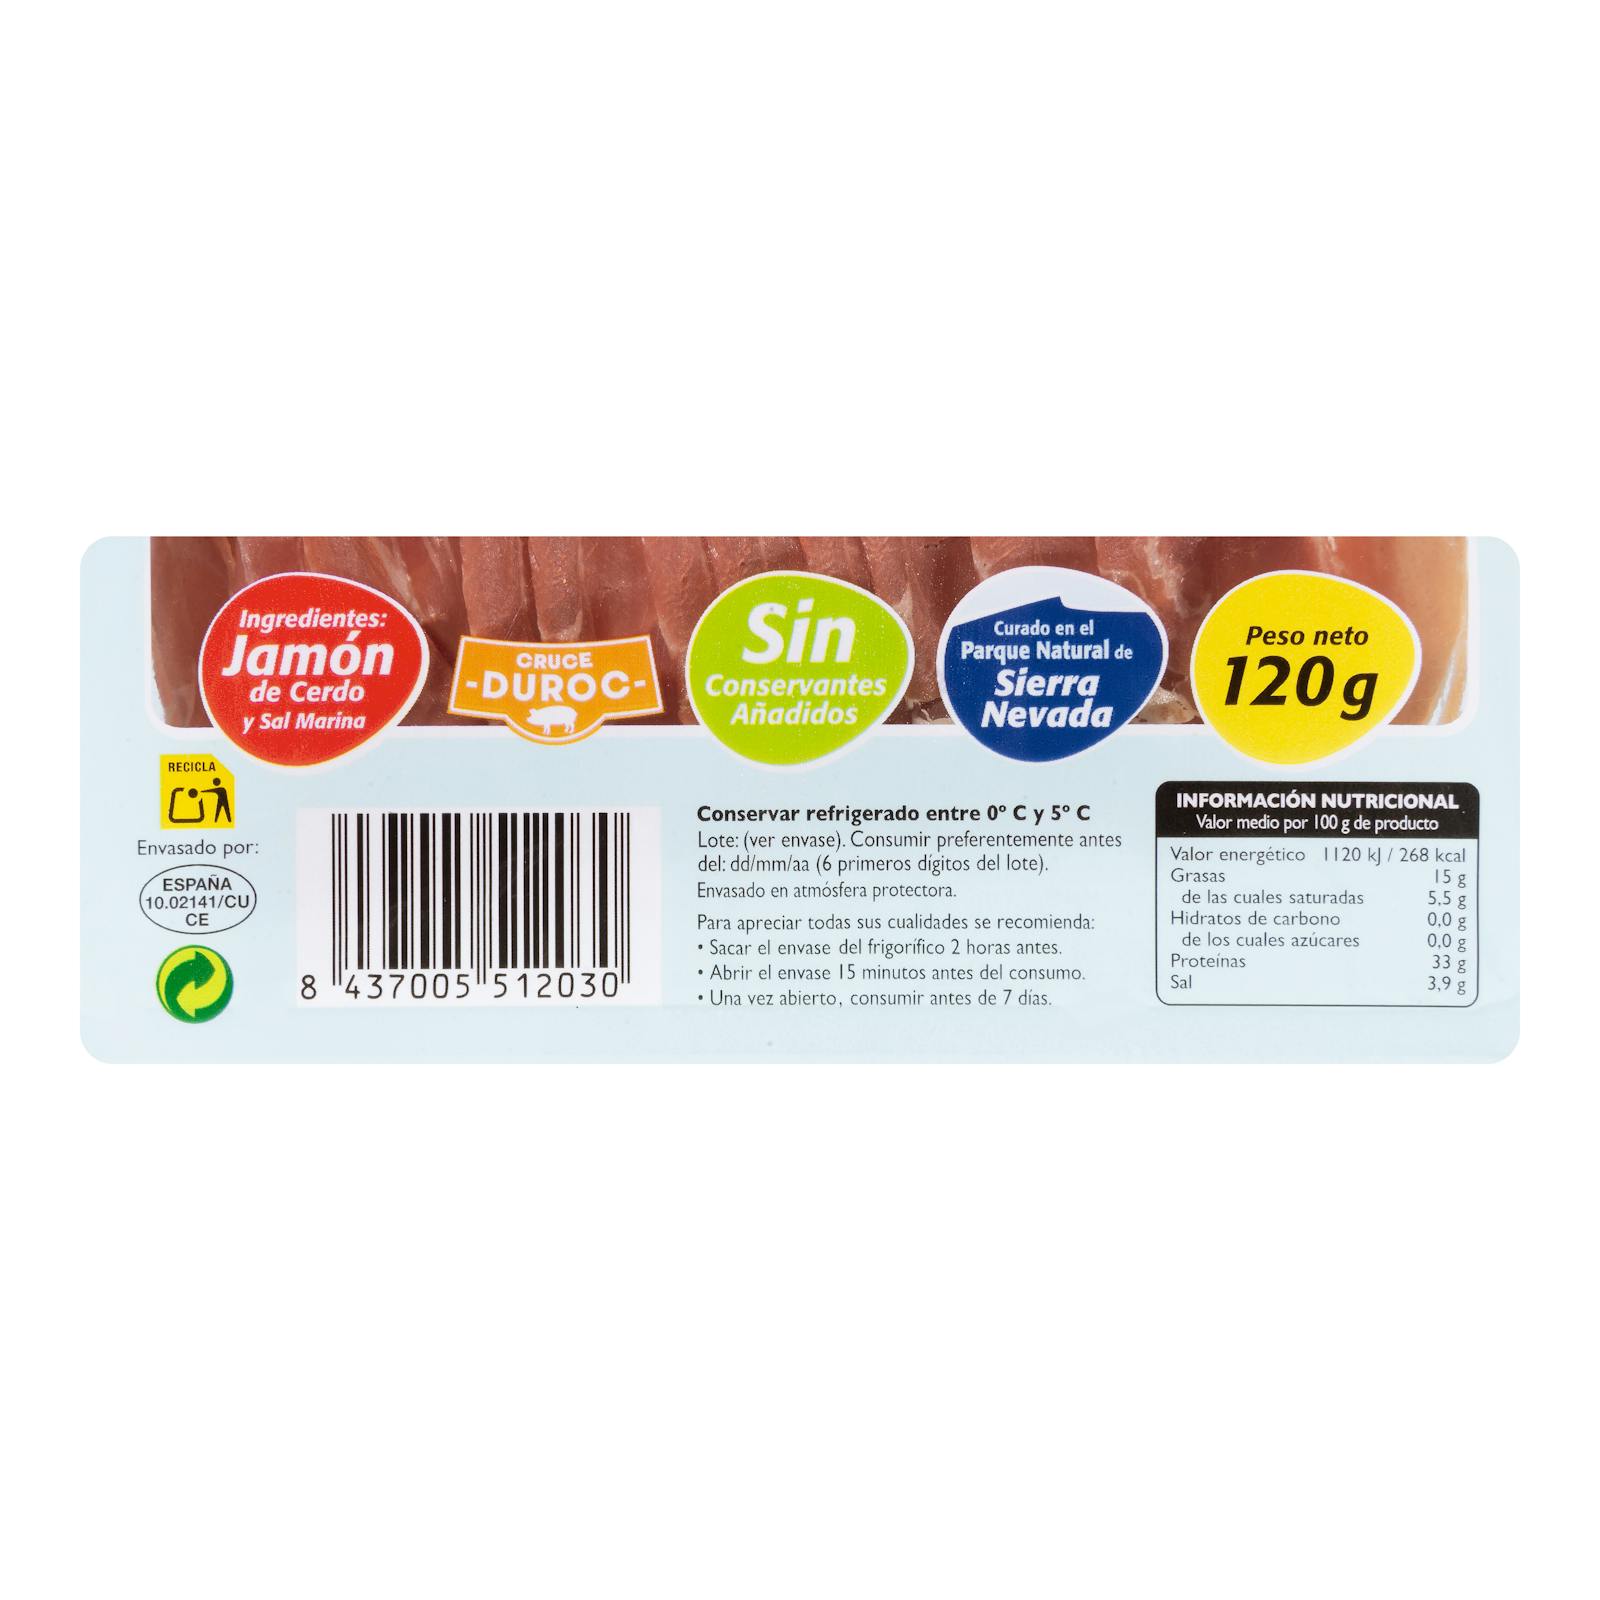 Ingredientes:
Jamón
de Cerdo
y Sal Marina
CRUCE
-DUROC-
Sin
Conservantes
Añadidos
Curado en el
Parque Natural de
Sierra
Nevada
Peso neto
120 g
RECICLA
Envasado por:
ESPAÑA
10.02141/CU
CE
8 437005 512030
Conservar refrigerado entre 0º C y 5º C
Lote: (ver envase). Consumir preferentemente antes
del: dd/mm/aa (6 primeros dígitos del lote).
Envasado en atmósfera protectora.
Para apreciar todas sus cualidades se recomienda:
• Sacar el envase del frigorífico 2 horas antes.
• Abrir el envase 15 minutos antes del consumo.
• Una vez abierto, consumir antes de 7 días.
INFORMACIÓN NUTRICIONAL
Valor medio por 100 g de producto
Valor energético 1120 kJ / 268 kcal
Grasas 15 g
de las cuales saturadas 5,5 g
Hidratos de carbono 0,0 g
de los cuales azúcares 0,0 g
Proteínas 33 g
Sal 3,9 g